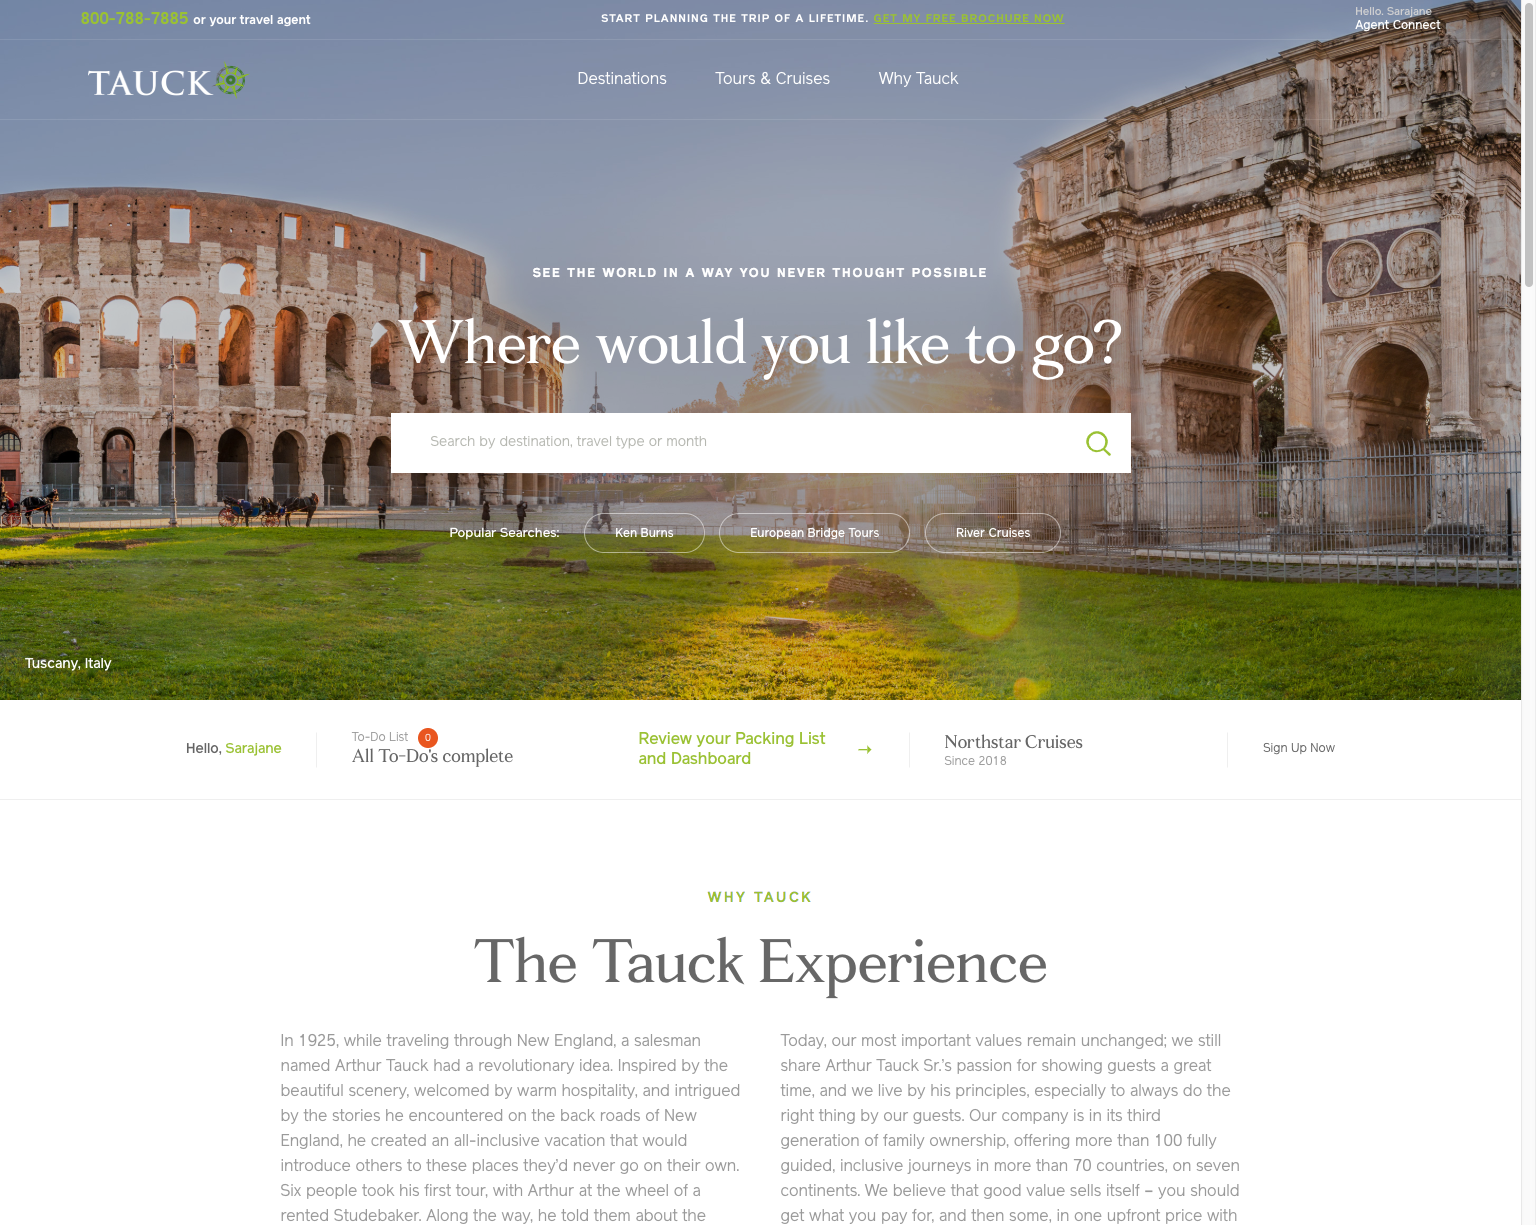 800-788-7885 or your travel agent
START PLANNING THE TRIP OF A LIFETIME. GET MY FREE BROCHURE NOW
Hello. Sarajane
Agent Connect
TAUCK
Destinations
Tours & Cruises
Why Tauck
SEE THE WORLD IN A WAY YOU NEVER THOUGHT POSSIBLE
Where would you like to go?
Search by destination, travel type or month
Popular Searches:
Ken Burns
European Bridge Tours
River Cruises
Tuscany, Italy
Hello, Sarajane
To-Do List 0
All To-Do's complete
Review your Packing List
and Dashboard →
Northstar Cruises
Since 2018
Sign Up Now
WHY TAUCK
The Tauck Experience
In 1925, while traveling through New England, a salesman
named Arthur Tauck had a revolutionary idea. Inspired by the
beautiful scenery, welcomed by warm hospitality, and intrigued
by the stories he encountered on the back roads of New
England, he created an all-inclusive vacation that would
introduce others to these places they'd never go on their own.
Six people took his first tour, with Arthur at the wheel of a
rented Studebaker. Along the way, he told them about the
Today, our most important values remain unchanged; we still
share Arthur Tauck Sr.'s passion for showing guests a great
time, and we live by his principles, especially to always do the
right thing by our guests. Our company is in its third
generation of family ownership, offering more than 100 fully
guided, inclusive journeys in more than 70 countries, on seven
continents. We believe that good value sells itself – you should
get what you pay for, and then some, in one upfront price with